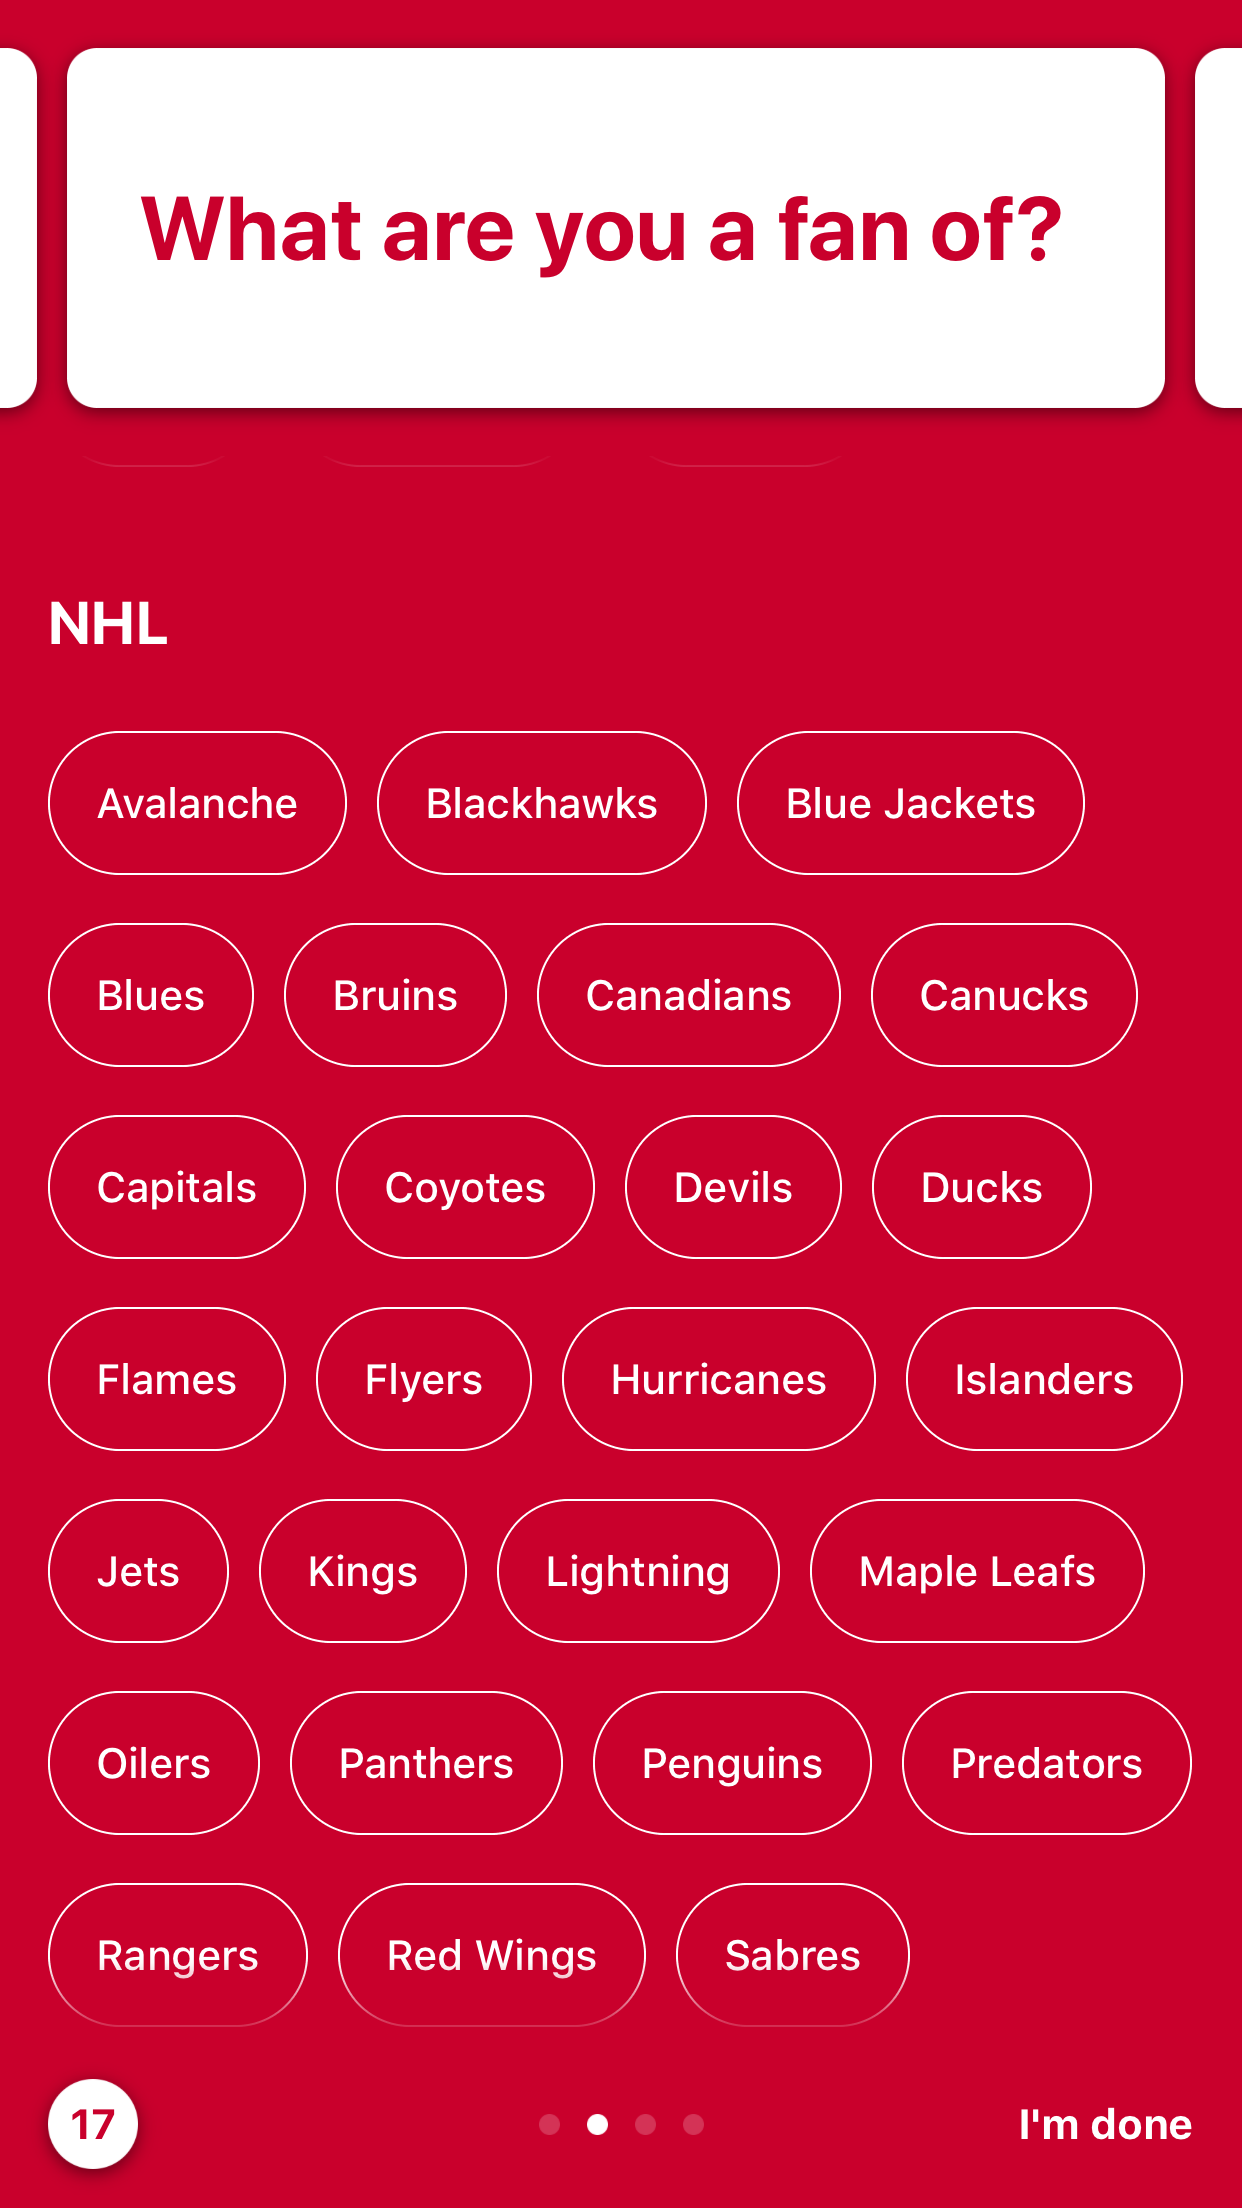 What are you a fan of?
NHL
Avalanche Blackhawks Blue Jackets
Blues Bruins Canadians Canucks
Capitals Coyotes Devils Ducks
Flames Flyers Hurricanes Islanders
Jets Kings Lightning Maple Leafs
Oilers Panthers Penguins Predators
Rangers Red Wings Sabres
17 I'm done